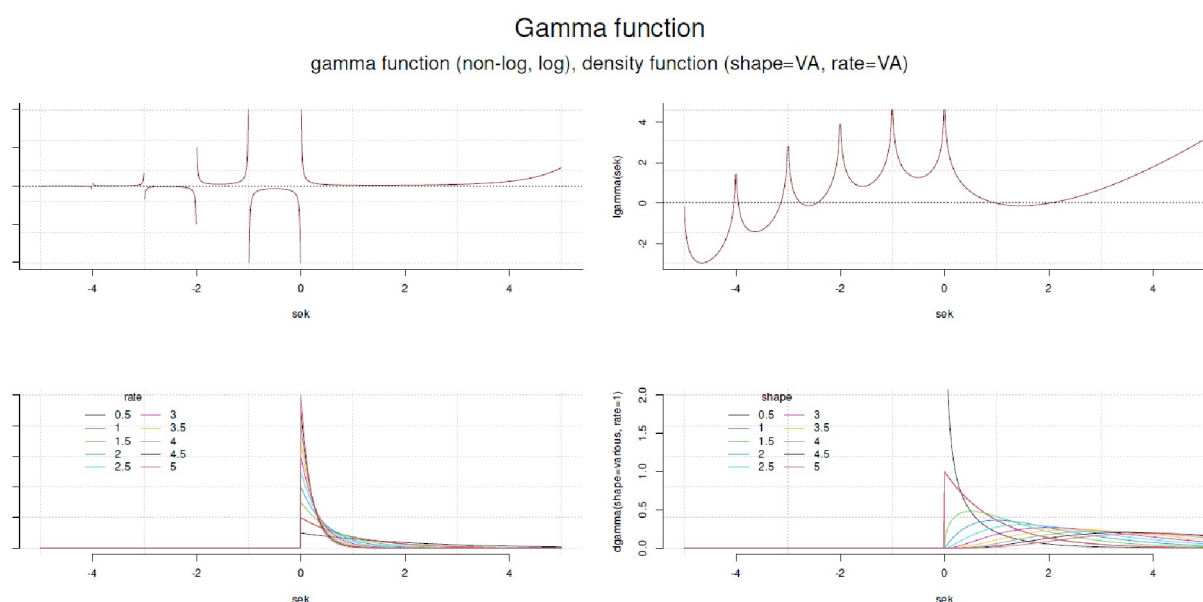 Gamma function
gamma function (non-log, log), density function (shape=VA, rate=VA)
-4 -2 0 2 4
sek
lgamma(sek)
-2 0 2 4
-4 -2 0 2 4
sek
rate
0.5 3
1 3.5
1.5 4
2 4.5
2.5 5
-4 -2 0 2 4
sek
dgamma(shape=various, rate=1)
0.0 0.5 1.0 1.5 2.0
shape
0.5 3
1 3.5
1.5 4
2 4.5
2.5 5
-4 -2 0 2 4
sek